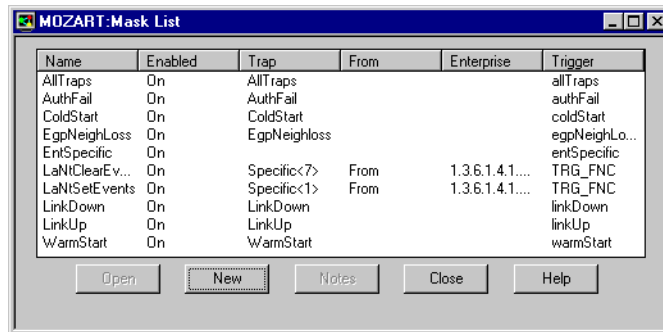 MOZART:Mask List
Name Enabled Trap From Enterprise Trigger
AllTraps On AllTraps allTraps
AuthFail On AuthFail authFail
ColdStart On ColdStart coldStart
EgpNeighLoss On EgpNeighloss egpNeighLo...
EntSpecific On entSpecific
LaNtClearEv... On Specific<7> From 1.3.6.1.4.1.... TRG_FNC
LaNtSetEvents On Specific<1> From 1.3.6.1.4.1.... TRG_FNC
LinkDown On LinkDown linkDown
LinkUp On LinkUp linkUp
WarmStart On WarmStart warmStart
Open New Notes Close Help